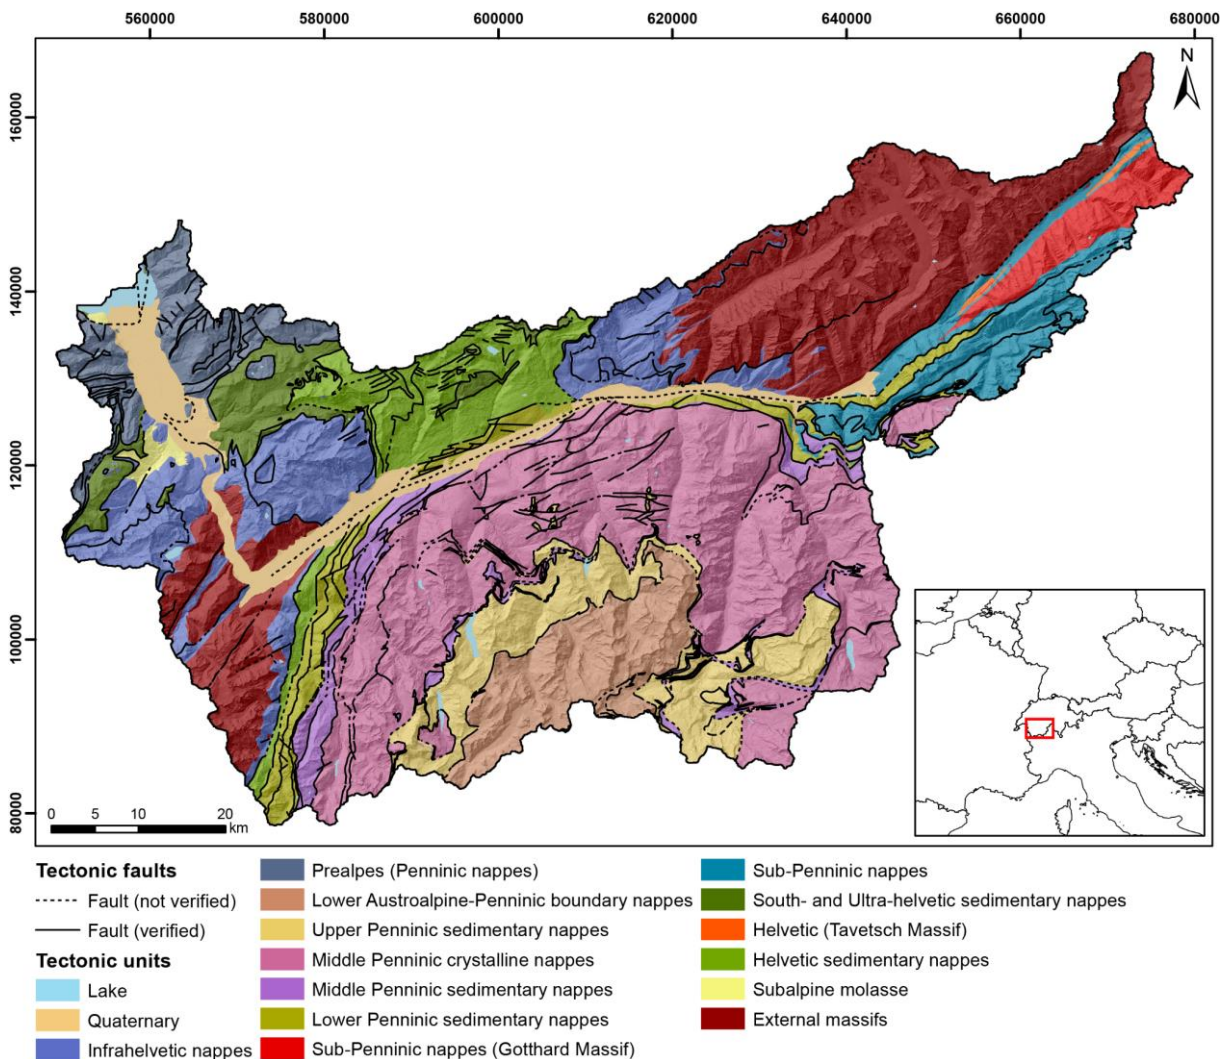 560000 580000 600000 620000 640000 660000 680000
160000
140000
120000
100000
80000
N
0 5 10 20
km
Tectonic faults
Fault (not verified)
Fault (verified)
Tectonic units
Lake
Quaternary
Infrahelvetic nappes
Prealpes (Penninic nappes)
Lower Austroalpine-Penninic boundary nappes
Upper Penninic sedimentary nappes
Middle Penninic crystalline nappes
Middle Penninic sedimentary nappes
Lower Penninic sedimentary nappes
Sub-Penninic nappes (Gotthard Massif)
Sub-Penninic nappes
South- and Ultra-helvetic sedimentary nappes
Helvetic (Tavetsch Massif)
Helvetic sedimentary nappes
Subalpine molasse
External massifs